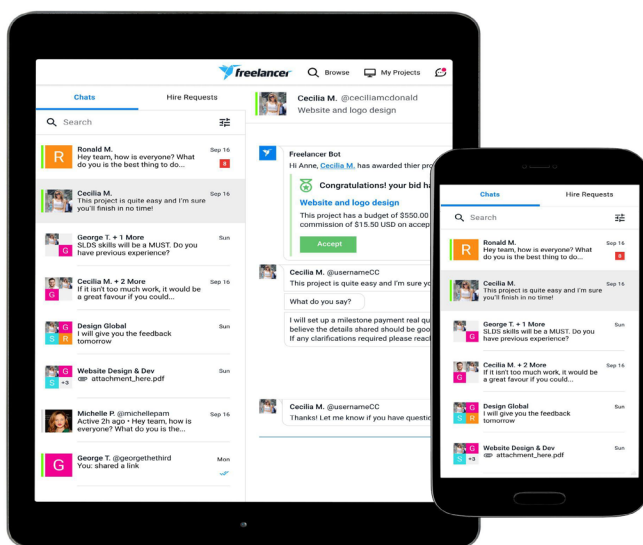 freelancer
Browse
My Projects
Chats
Hire Requests
Search
R
Ronald M.
Sep 16
Hey team, how is everyone? What
do you is the best thing to do...
8
Cecilia M.
Sep 16
This project is quite easy and I'm sure
you'll finish in no time!
G
George T. + 1 More
Sun
SLDS skills will be a MUST. Do you
have previous experience?
G
Cecilia M. + 2 More
Sep 16
If it isn't too much work, it would be
a great favour if you could...
G
S R
Design Global
Sun
I will give you the feedback
tomorrow
G
S +3
Website Design & Dev
Sun
attachment_here.pdf
Michelle P. @michellepam
Sep 16
Active 2h ago • Hey team, how is
everyone? What do you is the...
G
George T. @georgethethird
Mon
You: shared a link
Cecilia M. @ceciliamcdonald
Website and logo design
Freelancer Bot
Hi Anne, Cecilia M. has awarded thier pro
Congratulations! your bid ha
Website and logo design
This project has a budget of $550.00
commission of $15.50 USD on accep
Accept
Cecilia M. @usernameCC
This project is quite easy and I'm sure yo
What do you say?
I will set up a milestone payment real qu
believe the details shared should be goo
If any clarifications required please reac
Cecilia M. @usernameCC
Thanks! Let me know if you have questic
Chats
Hire Requests
Search
R
Ronald M.
Sep 16
Hey team, how is everyone? What
do you is the best thing to do...
8
Cecilia M.
Sep 16
This project is quite easy and I'm sure
you'll finish in no time!
G
George T. + 1 More
Sun
SLDS skills will be a MUST. Do you
have previous experience?
G
Cecilia M. + 2 More
Sep 16
If it isn't too much work, it would be
a great favour if you could...
G
S R
Design Global
Sun
I will give you the feedback
tomorrow
G
S +3
Website Design & Dev
Sun
attachment_here.pdf